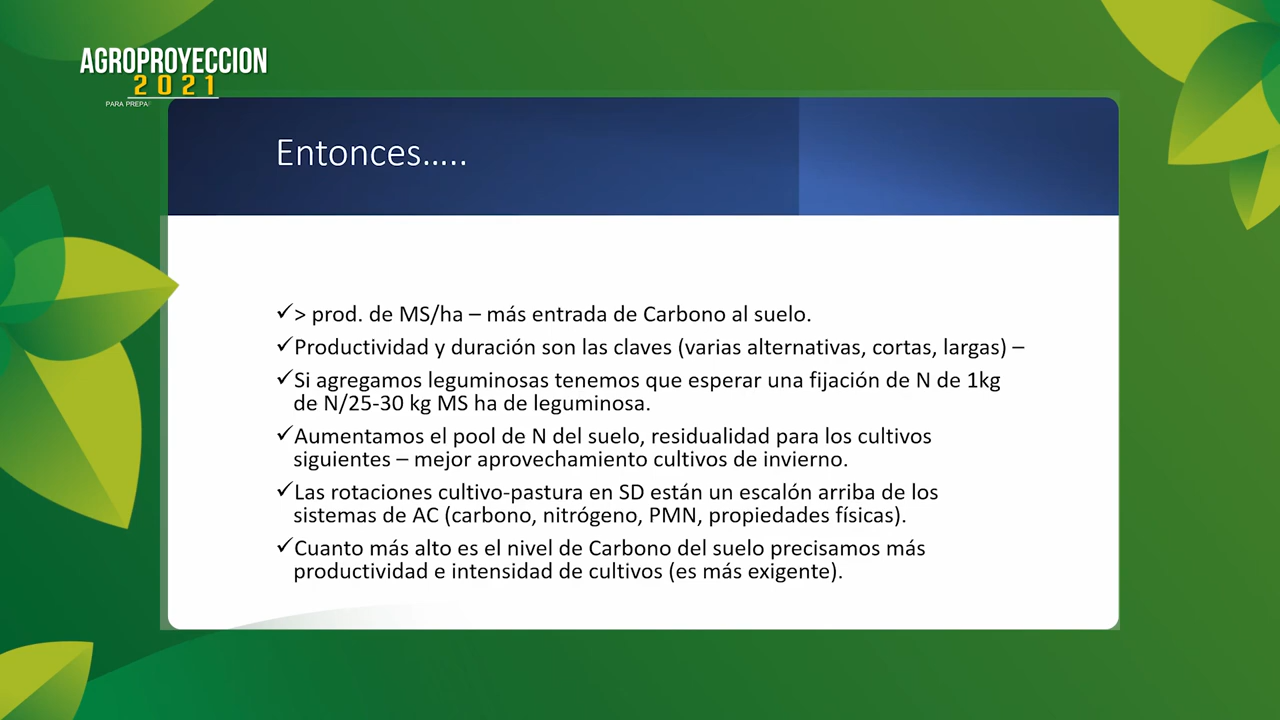 AGROPROYECCION
2021
PARA PREPA
Entonces.....
✓> prod. de MS/ha – más entrada de Carbono al suelo.
✓Productividad y duración son las claves (varias alternativas, cortas, largas) –
✓Si agregamos leguminosas tenemos que esperar una fijación de N de 1kg
de N/25-30 kg MS ha de leguminosa.
✓Aumentamos el pool de N del suelo, residualidad para los cultivos
siguientes – mejor aprovechamiento cultivos de invierno.
✓Las rotaciones cultivo-pastura en SD están un escalón arriba de los
sistemas de AC (carbono, nitrógeno, PMN, propiedades físicas).
✓Cuanto más alto es el nivel de Carbono del suelo precisamos más
productividad e intensidad de cultivos (es más exigente).